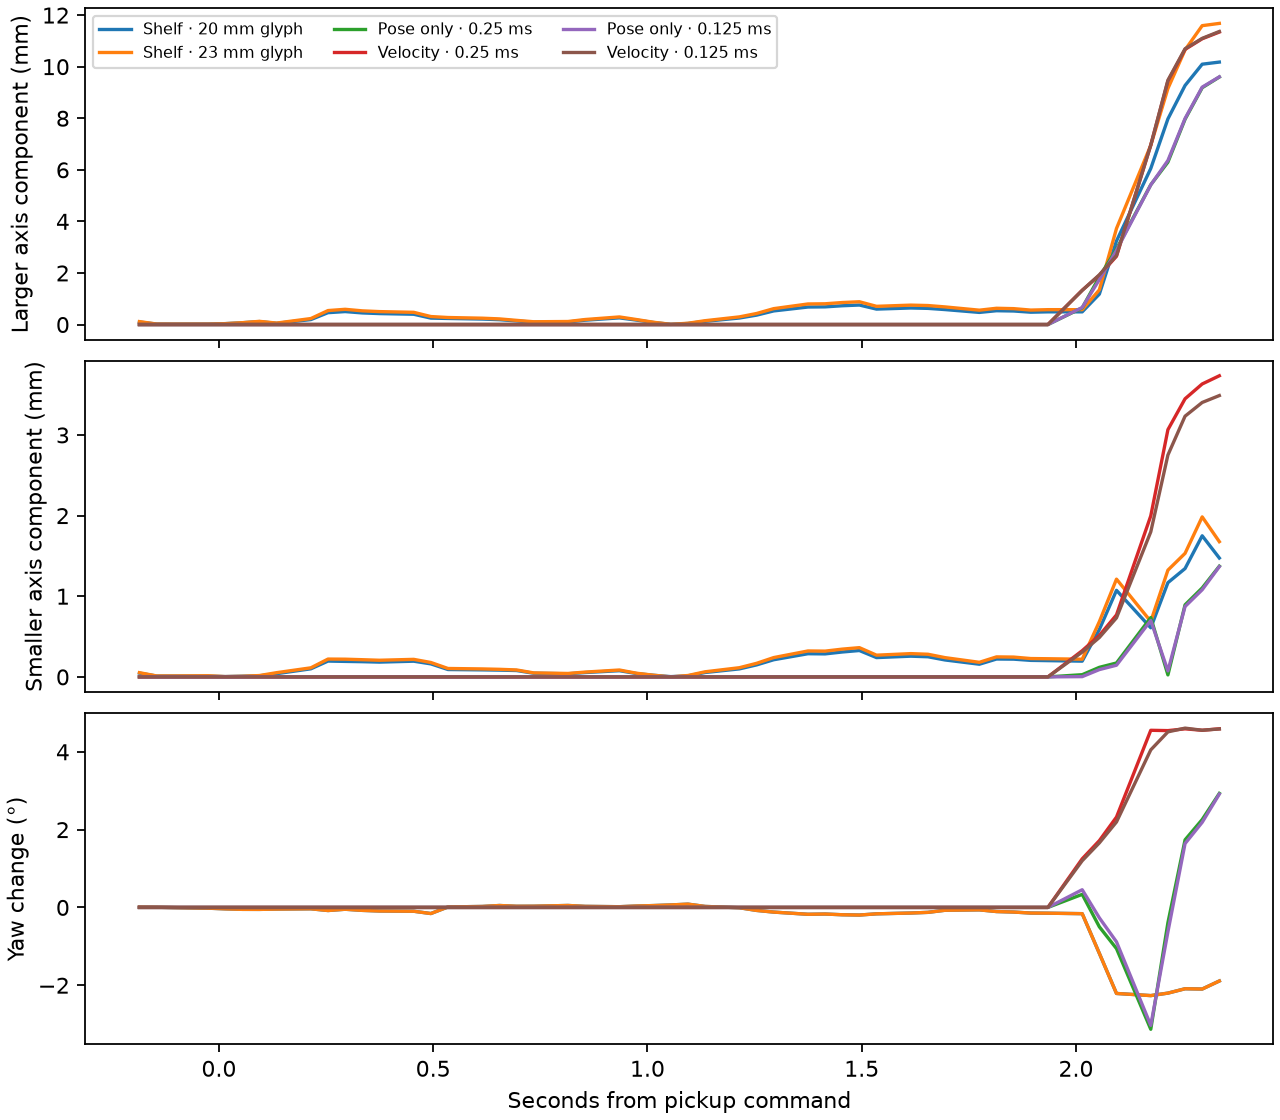 Larger axis component (mm)
12
10
8
6
4
2
0
Shelf · 20 mm glyph
Shelf · 23 mm glyph
Pose only · 0.25 ms
Velocity · 0.25 ms
Pose only · 0.125 ms
Velocity · 0.125 ms
Smaller axis component (mm)
3
2
1
0
Yaw change (°)
4
2
0
−2
0.0 0.5 1.0 1.5 2.0
Seconds from pickup command